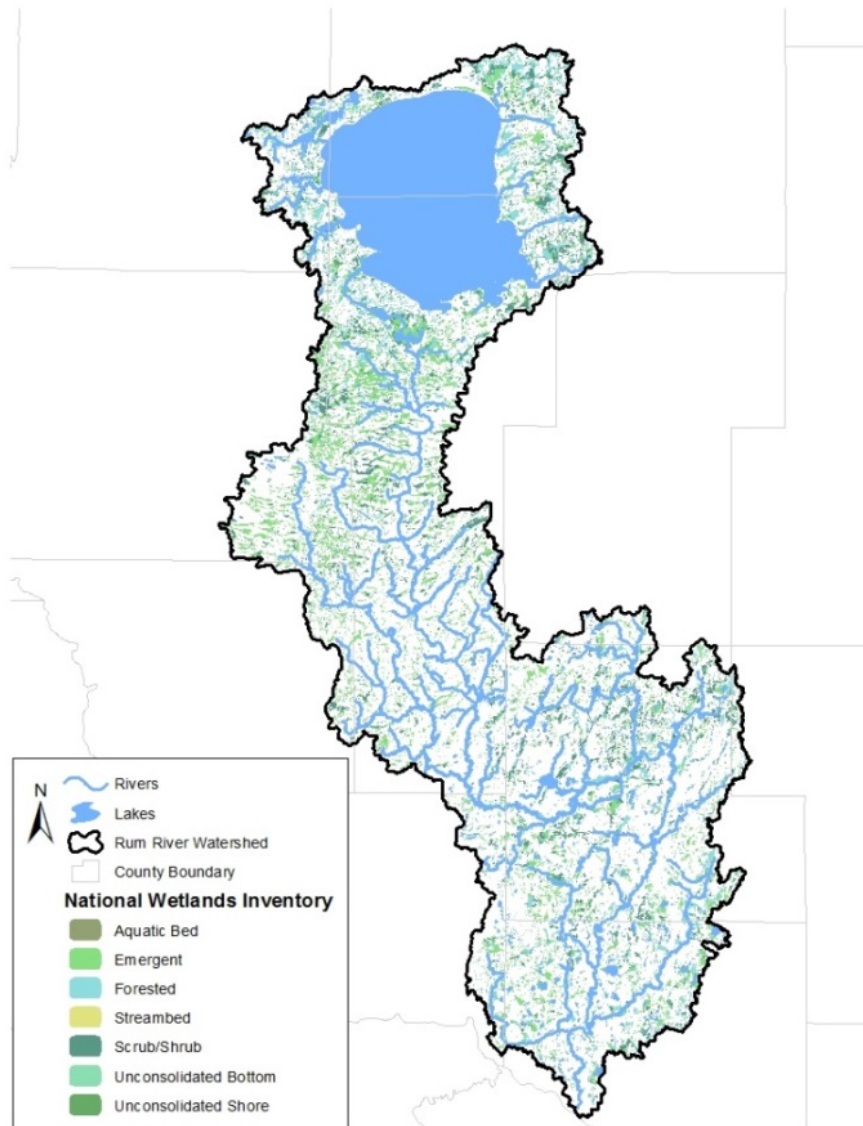 N
Rivers
Lakes
Rum River Watershed
County Boundary
National Wetlands Inventory
Aquatic Bed
Emergent
Forested
Streambed
Scrub/Shrub
Unconsolidated Bottom
Unconsolidated Shore